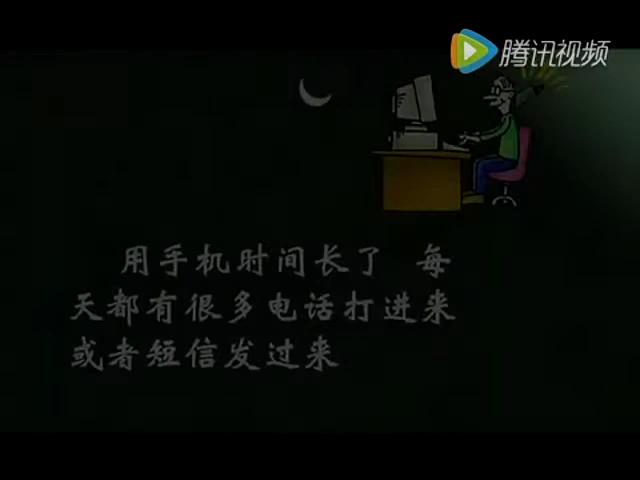 腾讯视频
用手机时间长了 每
天都有很多电话打进来
或者短信发过来